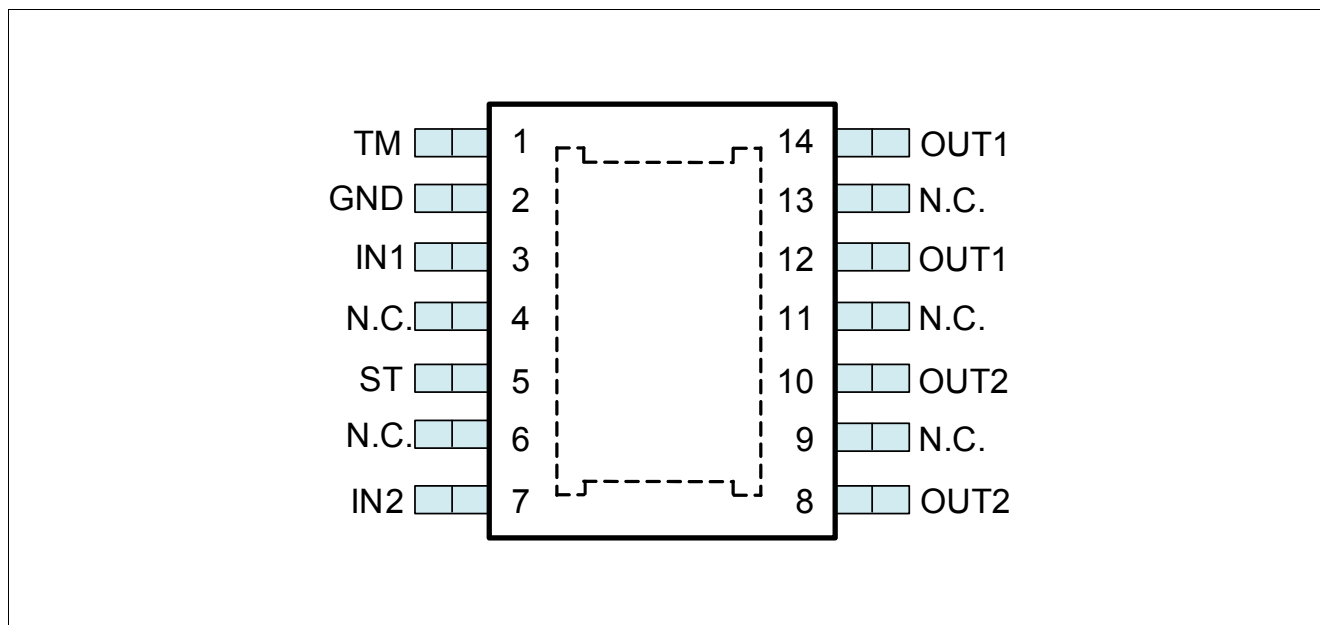 TM 1 14 OUT1
GND 2 13 N.C.
IN1 3 12 OUT1
N.C. 4 11 N.C.
ST 5 10 OUT2
N.C. 6 9 N.C.
IN2 7 8 OUT2